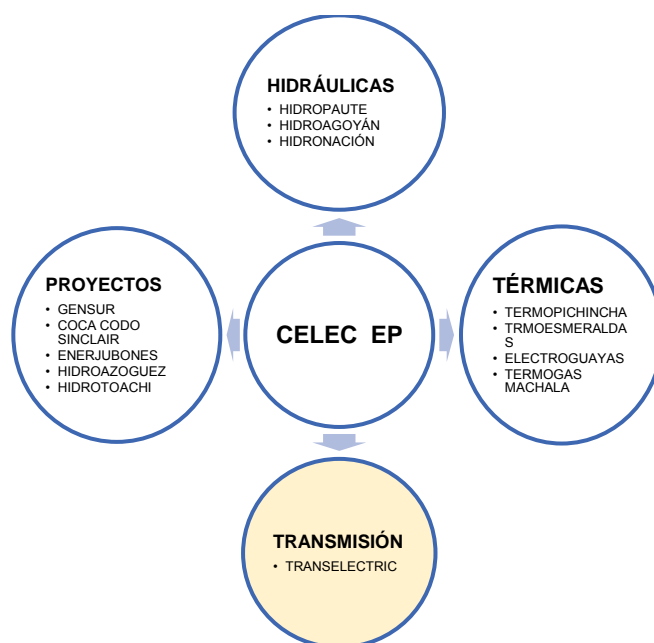 HIDRÁULICAS
• HIDROPAUTE
• HIDROAGOYÁN
• HIDRONACIÓN
PROYECTOS
• GENSUR
• COCA CODO
SINCLAIR
• ENERJUBONES
• HIDROAZOGUEZ
• HIDROTOACHI
CELEC EP
TÉRMICAS
• TERMOPICHINCHA
• TRMOESMERALDA
S
• ELECTROGUAYAS
• TERMOGAS
MACHALA
TRANSMISIÓN
• TRANSELECTRIC